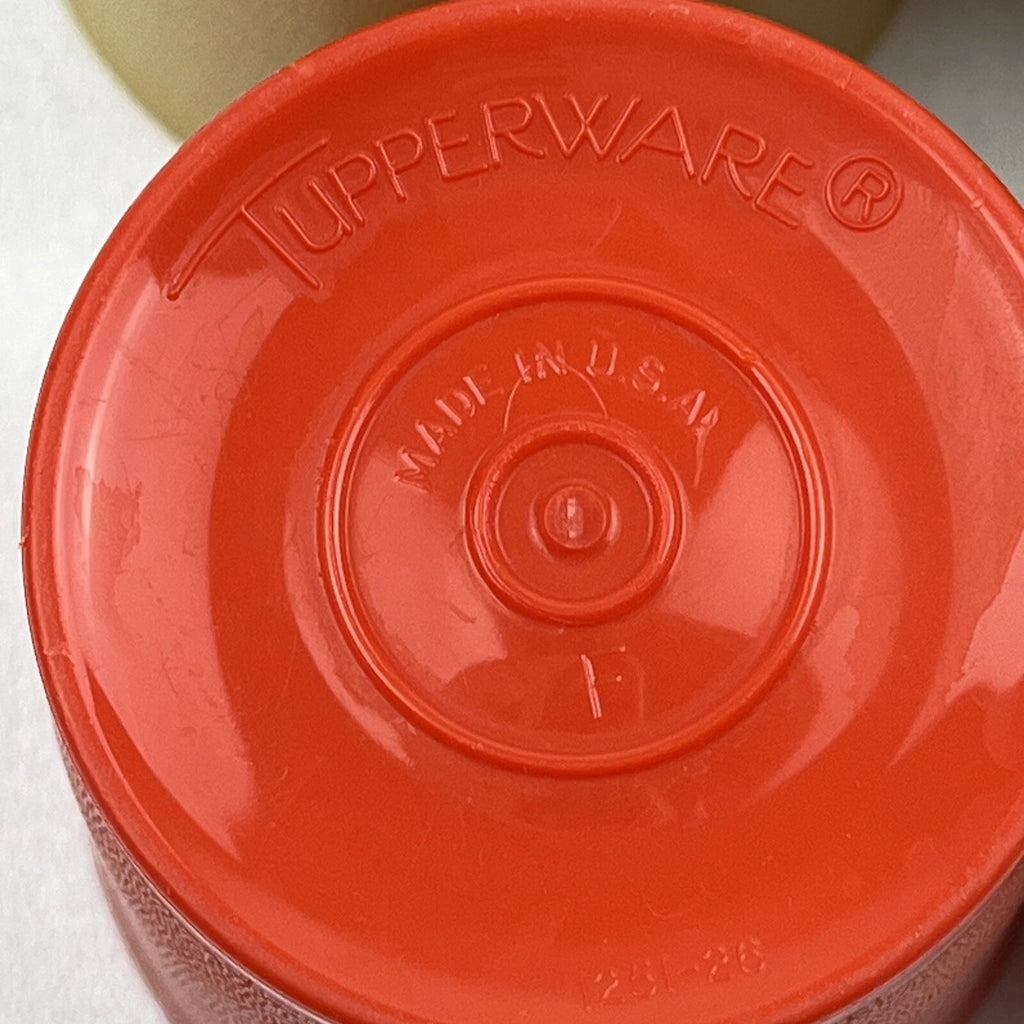 TUPPERWARE®
MADE IN U.S.A.
F
1251-26